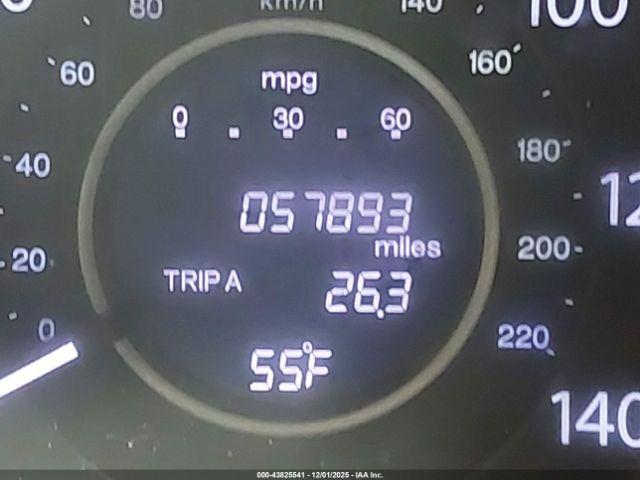 80 km/h 140 100
60 mpg 160
0 30 60
40 180
057893
miles 12
20 200
TRIP A 26.3
0 220
55°F
140
000-43825541 - 12/01/2025 - IAA Inc.